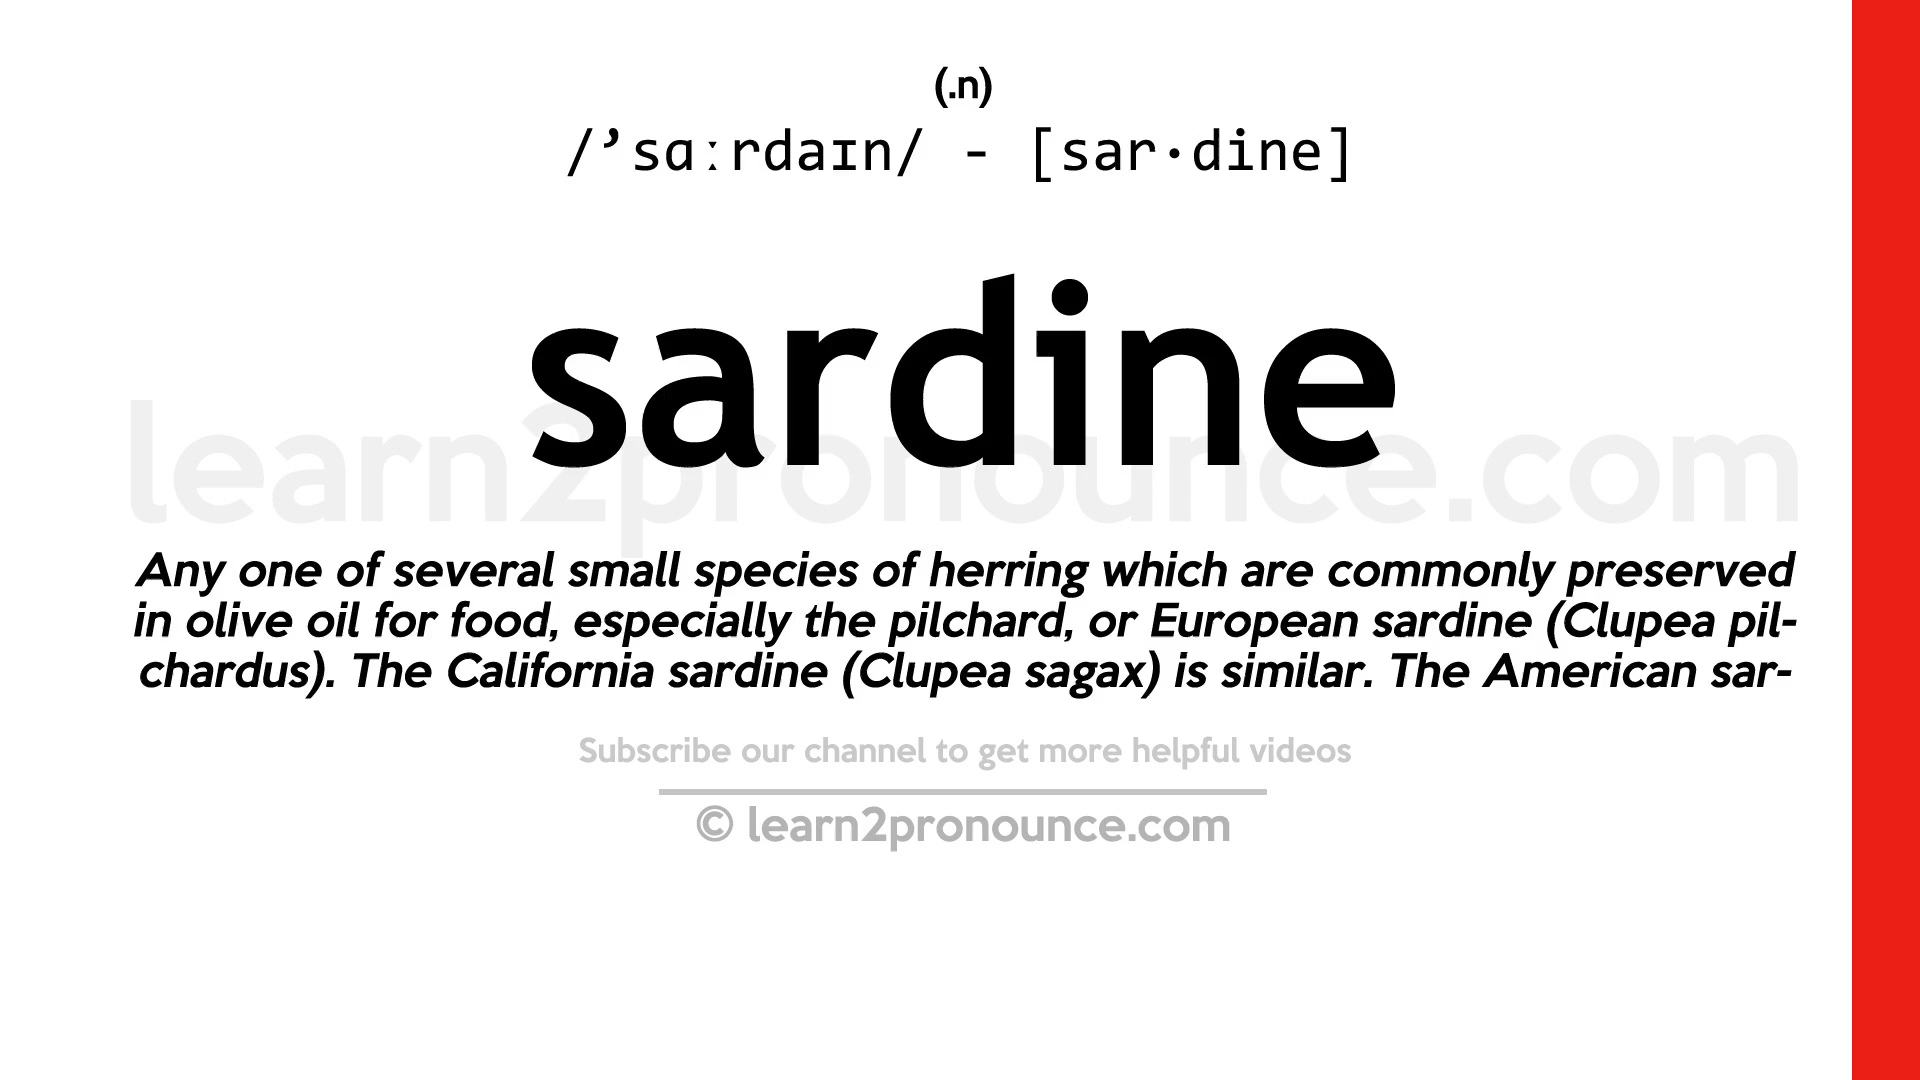 (.n)
/’sɑːrdaɪn/ - [sar·dine]
sardine
learn2pronounce.com
Any one of several small species of herring which are commonly preserved
in olive oil for food, especially the pilchard, or European sardine (Clupea pil-
chardus). The California sardine (Clupea sagax) is similar. The American sar-
Subscribe our channel to get more helpful videos
© learn2pronounce.com